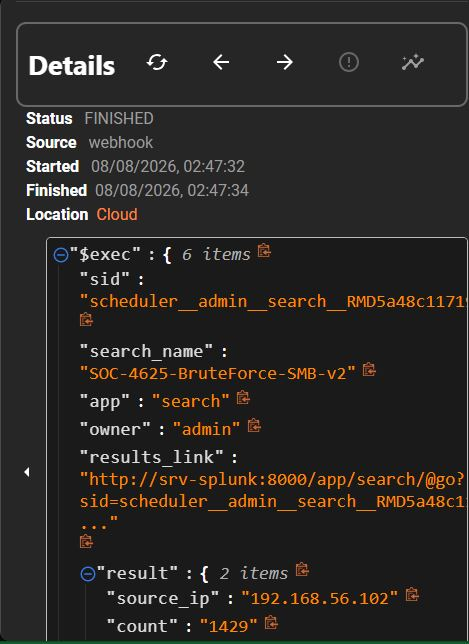 Details
Status FINISHED
Source webhook
Started 08/08/2026, 02:47:32
Finished 08/08/2026, 02:47:34
Location Cloud
"$exec" : { 6 items
"sid" :
"scheduler__admin__search__RMD5a48c1171
"search_name" :
"SOC-4625-BruteForce-SMB-v2"
"app" : "search"
"owner" : "admin"
"results_link" :
"http://srv-splunk:8000/app/search/@go?
sid=scheduler__admin__search__RMD5a48c1
..."
"result" : { 2 items
"source_ip" : "192.168.56.102"
"count" : "1429"